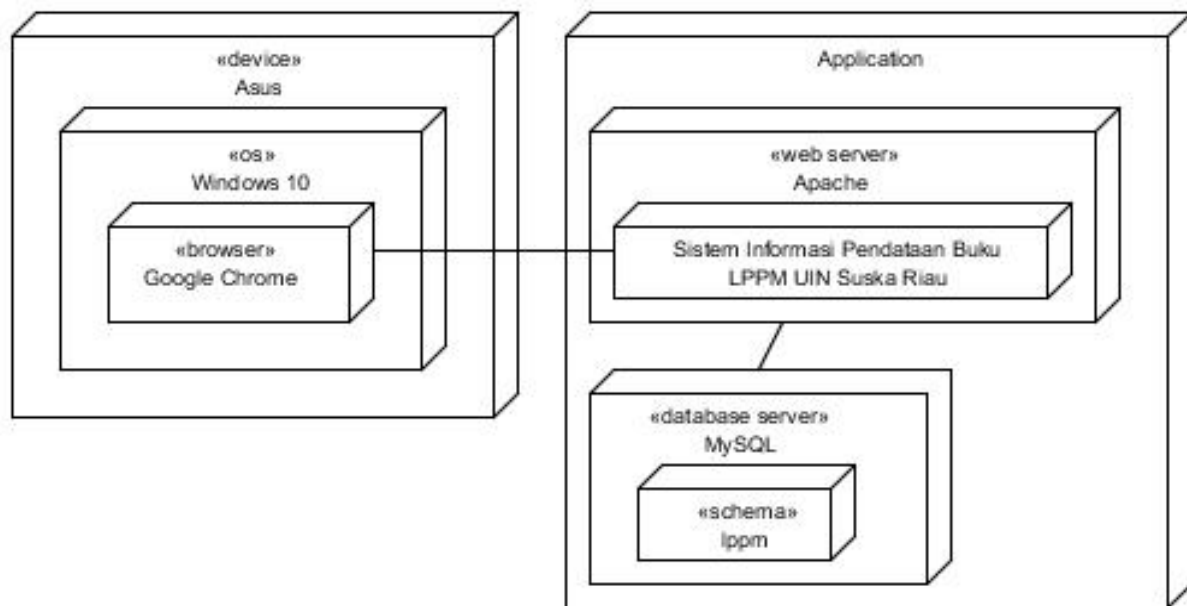 «device»
Asus
«os»
Windows 10
«browser»
Google Chrome
Application
«web server»
Apache
Sistem Informasi Pendataan Buku
LPPM UIN Suska Riau
«database server»
MySQL
«schema»
lppm